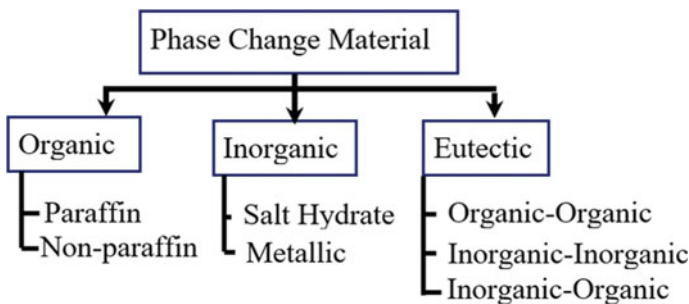 Phase Change Material
Organic
Inorganic
Eutectic
Paraffin
Non-paraffin
Salt Hydrate
Metallic
Organic-Organic
Inorganic-Inorganic
Inorganic-Organic